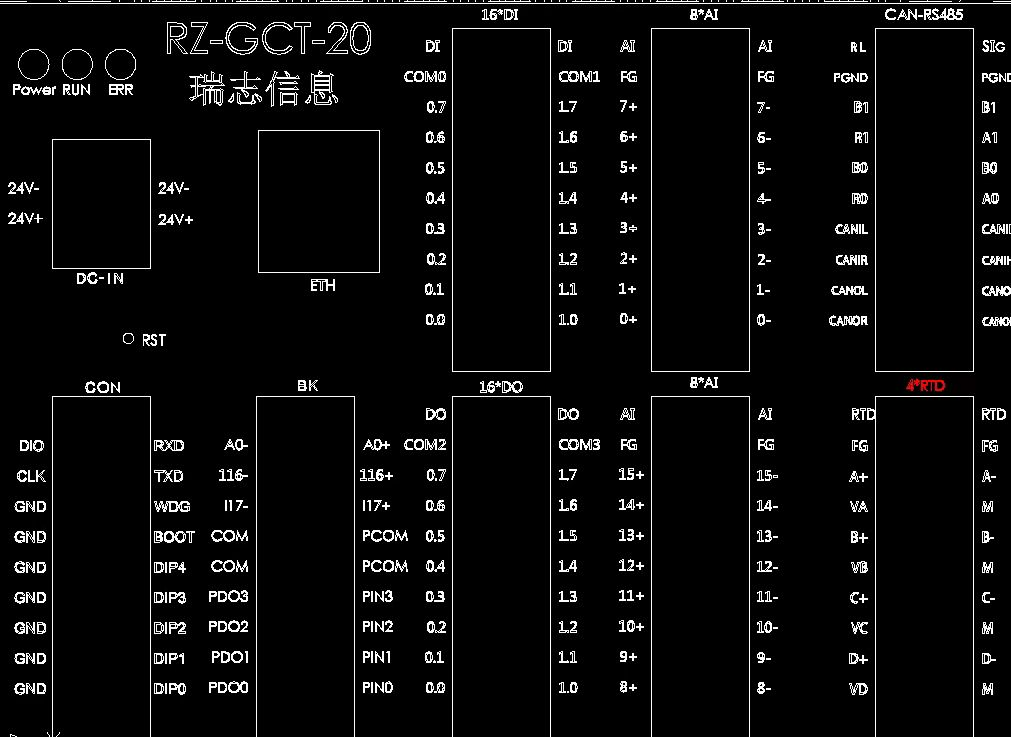 16*DI 8*AI CAN-RS485
RZ-GCT-20
瑞志信息
Power RUN ERR
DI DI AI AI RL SIG
COM0 COM1 FG FG PGND PGND
0.7 1.7 7+ 7- B1 B1
0.6 1.6 6+ 6- R1 A1
0.5 1.5 5+ 5- B0 B0
24V- 24V- 0.4 1.4 4+ 4- R0 A0
24V+ 24V+ 0.3 1.3 3+ 3- CANIL
0.2 1.2 2+ 2- CANIR
DC-IN ETH 0.1 1.1 1+ 1- CANOL
0.0 1.0 0+ 0- CANOR
RST
CON BK 16*DO 8*AI 4*RTD
DO DO AI AI RTD RTD
DIO RXD A0- A0+ COM2 COM3 FG FG FG FG
CLK TXD 116- 116+ 0.7 1.7 15+ 15- A+ A-
GND WDG I17- I17+ 0.6 1.6 14+ 14- VA M
GND BOOT COM PCOM 0.5 1.5 13+ 13- B+ B-
GND DIP4 COM PCOM 0.4 1.4 12+ 12- VB M
GND DIP3 PDO3 PIN3 0.3 1.3 11+ 11- C+ C-
GND DIP2 PDO2 PIN2 0.2 1.2 10+ 10- VC M
GND DIP1 PDO1 PIN1 0.1 1.1 9+ 9- D+ D-
GND DIP0 PDO0 PIN0 0.0 1.0 8+ 8- VD M